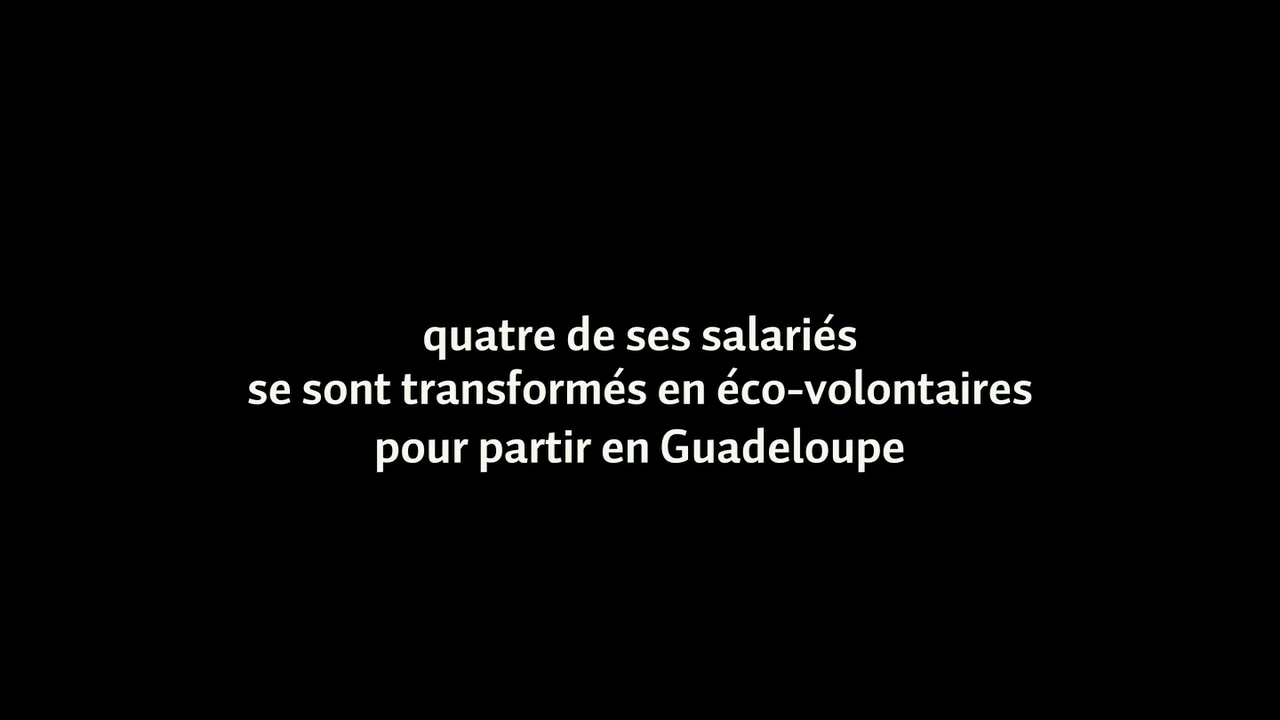 quatre de ses salariés
se sont transformés en éco-volontaires
pour partir en Guadeloupe